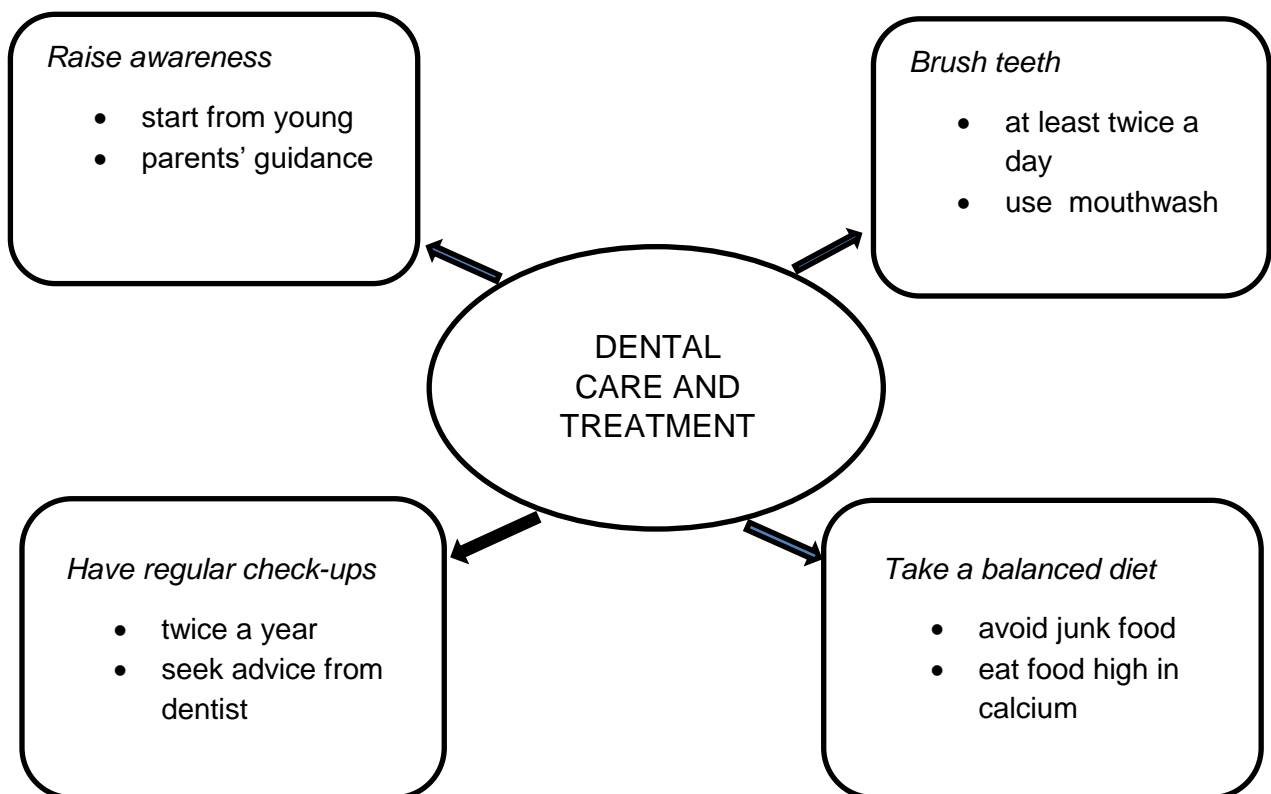 Raise awareness
• start from young
• parents’ guidance
Brush teeth
• at least twice a
day
• use mouthwash
DENTAL
CARE AND
TREATMENT
Have regular check-ups
• twice a year
• seek advice from
dentist
Take a balanced diet
• avoid junk food
• eat food high in
calcium